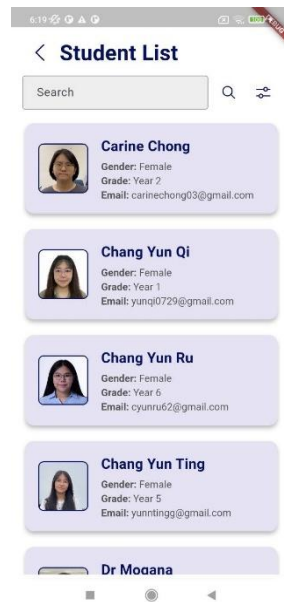 6:19
DEBUG
Student List
Search
Carine Chong
Gender: Female
Grade: Year 2
Email: carinechong03@gmail.com
Chang Yun Qi
Gender: Female
Grade: Year 1
Email: yunqi0729@gmail.com
Chang Yun Ru
Gender: Female
Grade: Year 6
Email: cyunru62@gmail.com
Chang Yun Ting
Gender: Female
Grade: Year 5
Email: yunntingg@gmail.com
Dr Mogana